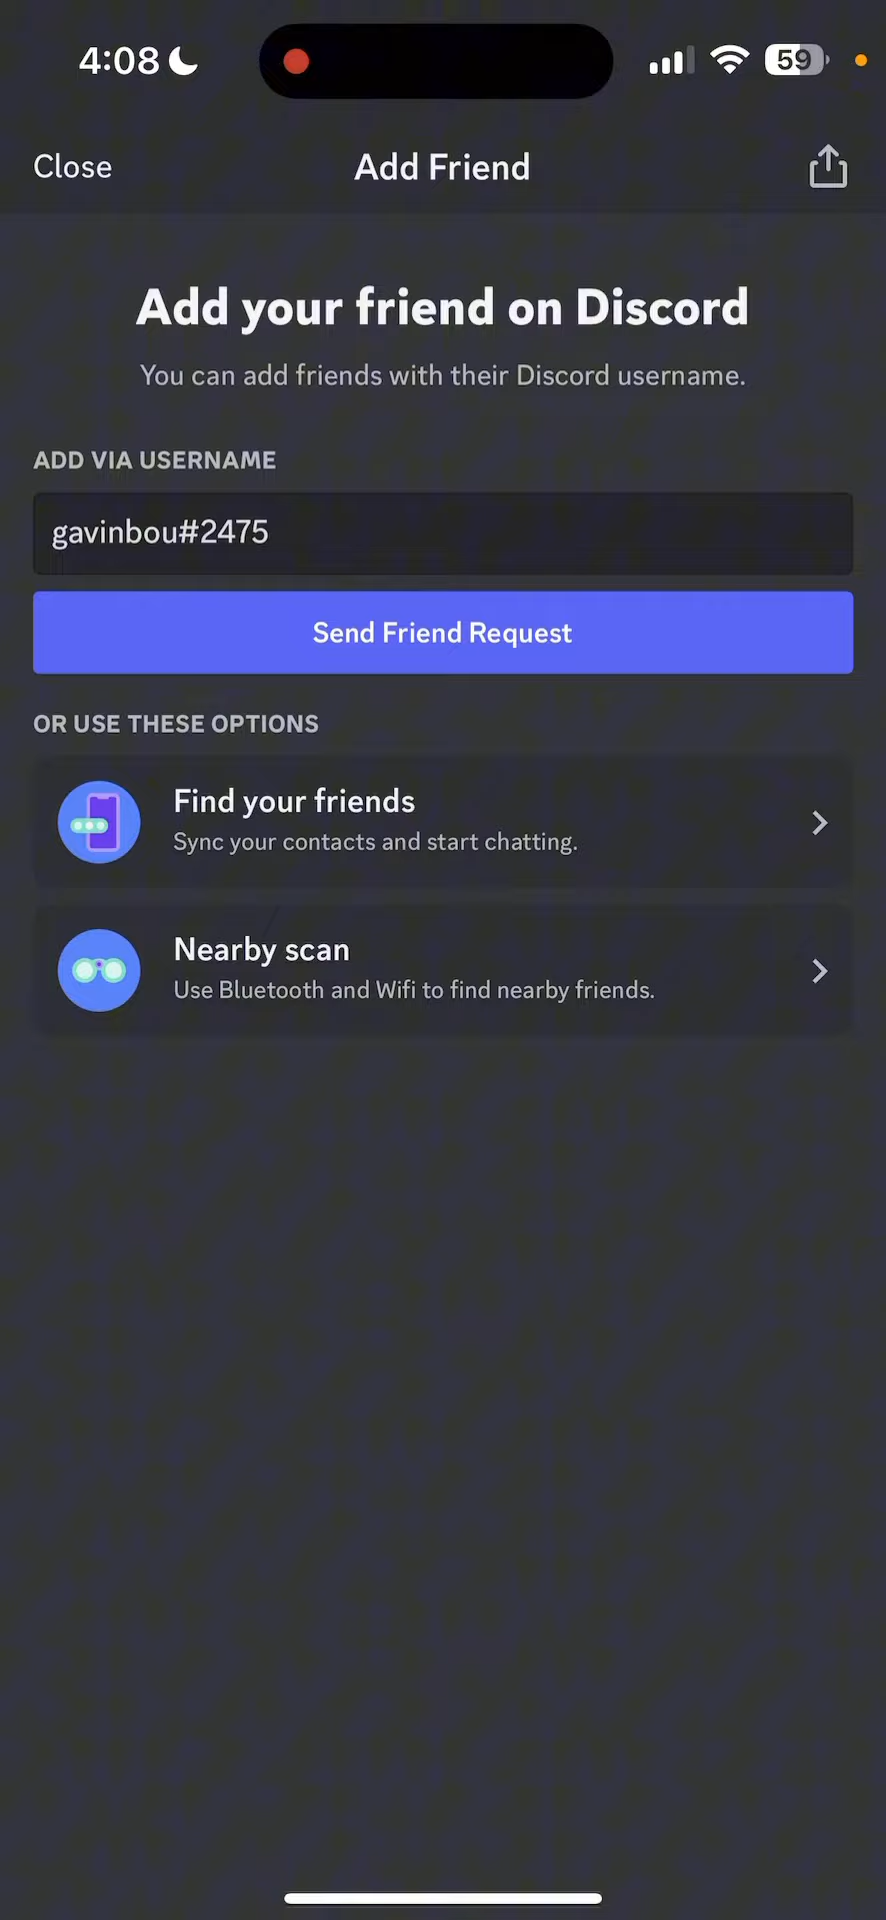 4:08
59
Close
Add Friend
Add your friend on Discord
You can add friends with their Discord username.
ADD VIA USERNAME
gavinbou#2475
Send Friend Request
OR USE THESE OPTIONS
Find your friends
Sync your contacts and start chatting.
Nearby scan
Use Bluetooth and Wifi to find nearby friends.